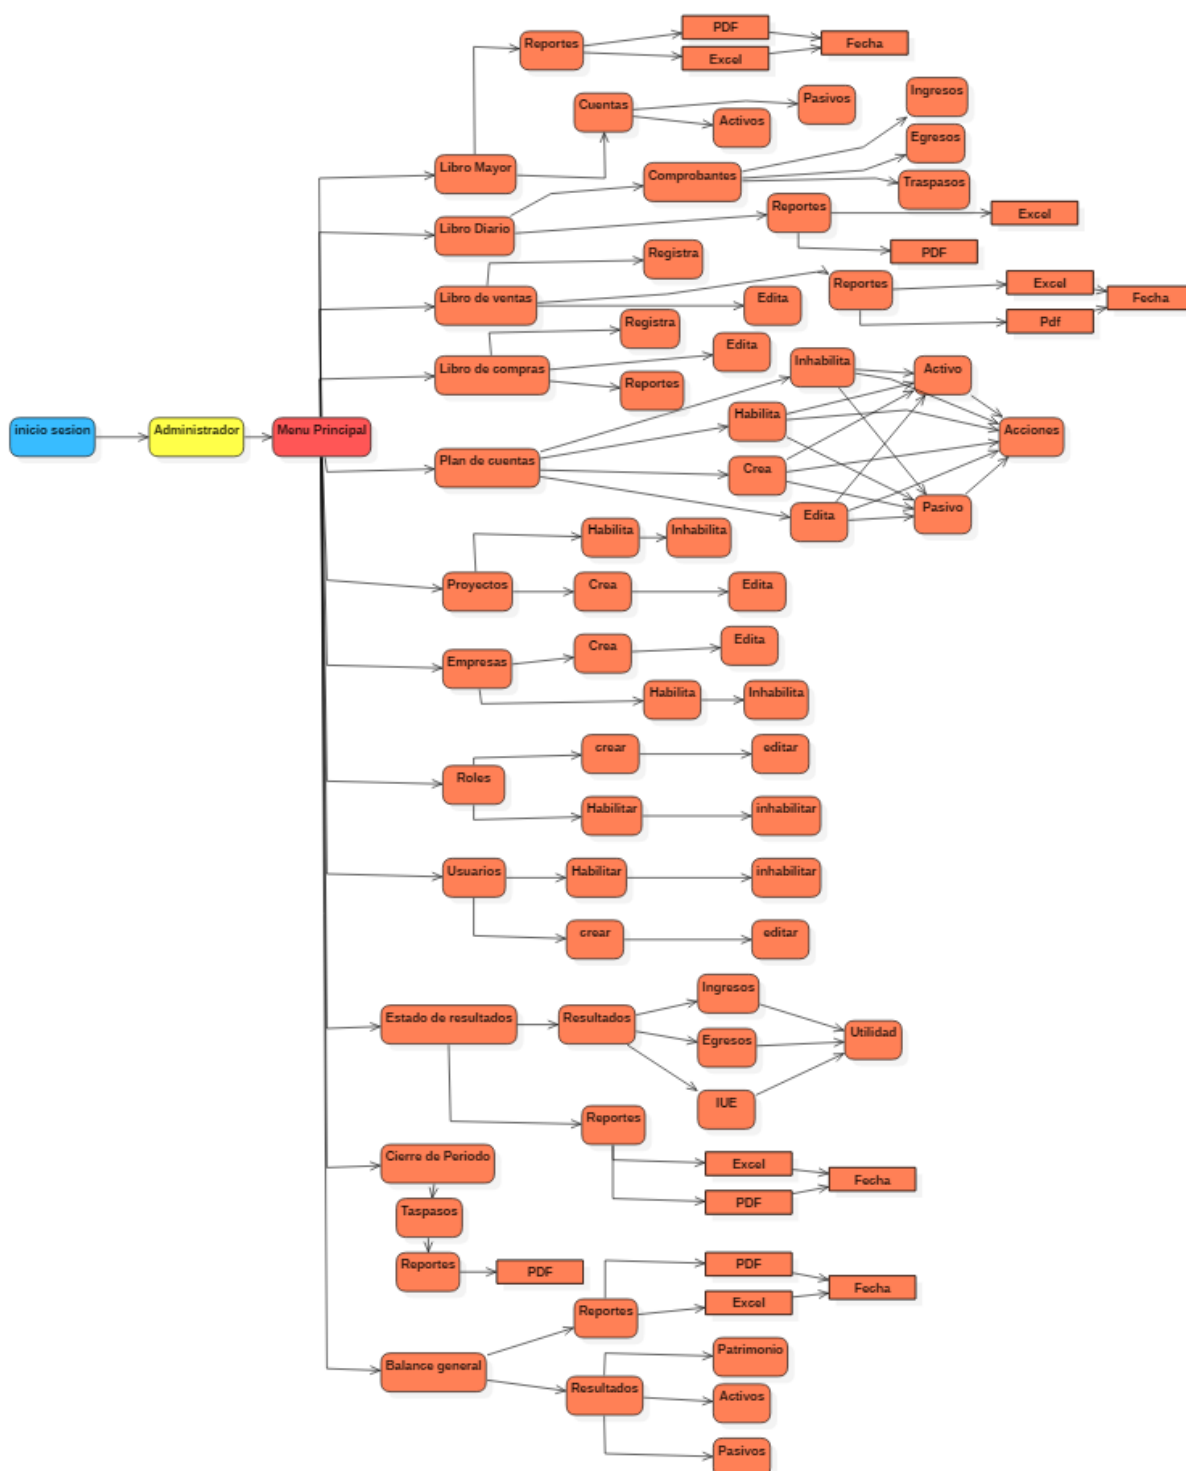 PDF
Reportes
Fecha
Excel
Ingresos
Pasivos
Cuentas
Activos
Egresos
Libro Mayor
Comprobantes
Traspasos
Reportes
Excel
Libro Diario
PDF
Registra
Reportes
Excel
Libro de ventas
Edita
Fecha
Registra
Pdf
Edita
Inhabilita
Activo
Libro de compras
Reportes
Habilita
inicio sesion
Administrador
Menu Principal
Acciones
Plan de cuentas
Crea
Edita
Pasivo
Habilita
Inhabilita
Proyectos
Crea
Edita
Edita
Crea
Empresas
Habilita
Inhabilita
crear
editar
Roles
Habilitar
inhabilitar
Usuarios
Habilitar
inhabilitar
crear
editar
Ingresos
Estado de resultados
Resultados
Utilidad
Egresos
IUE
Reportes
Cierre de Periodo
Excel
Fecha
PDF
Taspasos
Reportes
PDF
PDF
Fecha
Excel
Reportes
Patrimonio
Balance general
Resultados
Activos
Pasivos